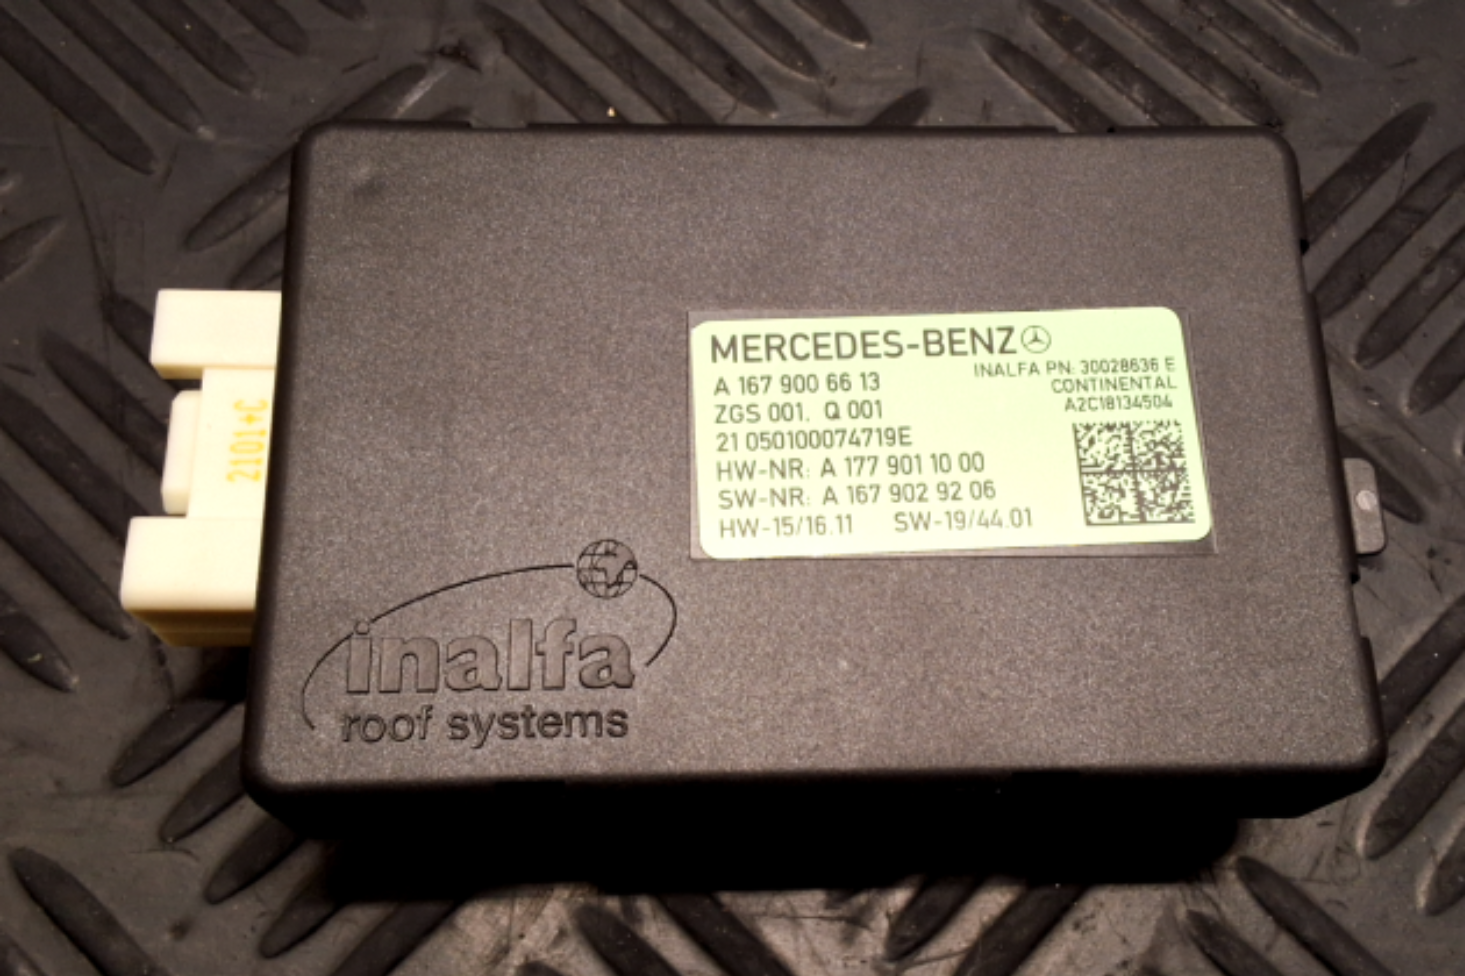 MERCEDES-BENZ
A 167 900 66 13
INALFA PN: 30028636 E
ZGS 001. Q 001
CONTINENTAL
A2C18134504
21 050100074719E
HW-NR: A 177 901 10 00
SW-NR: A 167 902 92 06
HW-15/16.11 SW-19/44.01
2101+C
inalfa
roof systems